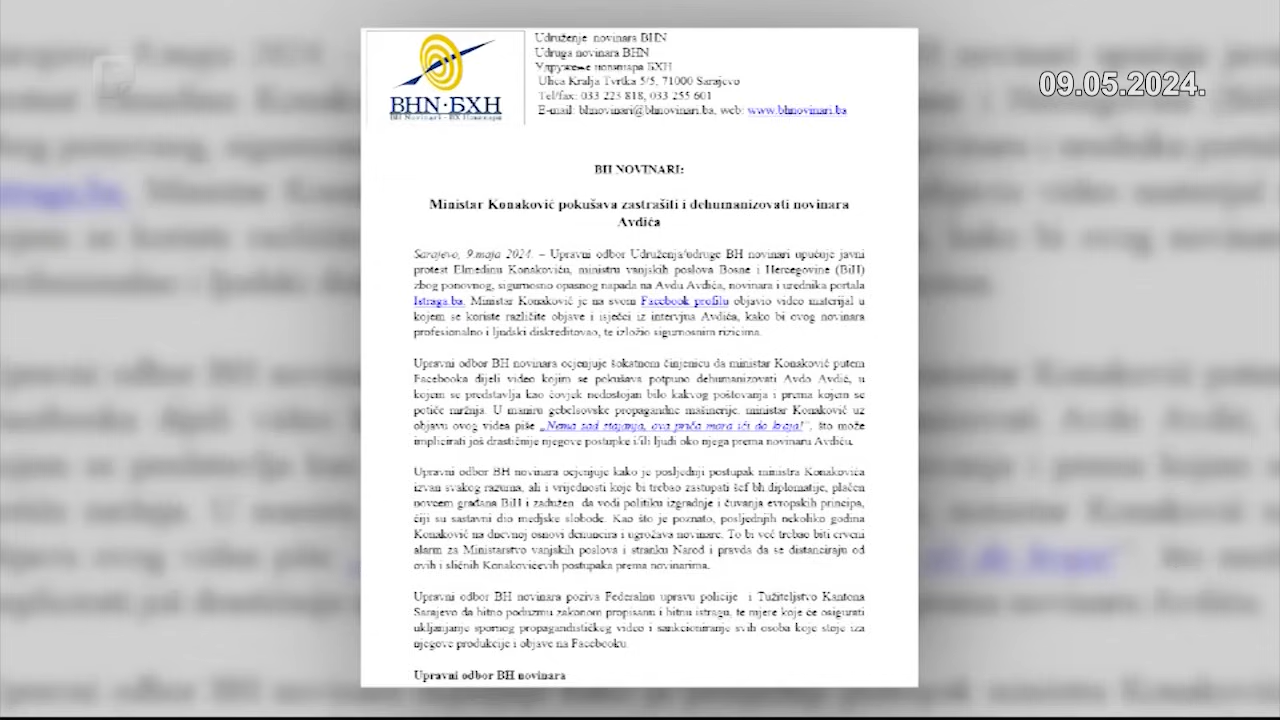 09.05.2024.
BHN·БХН
BH Novinari - БХ Новинари
Udruženje novinara BHN
Udruga novinara BHN
Удружење новинара БХН
Ulica Kralja Tvrtka 5/5, 71000 Sarajevo
Tel/fax: 033 223 818, 033 255 601
E-mail: bhnovinari@bhnovinari.ba, web: www.bhnovinari.ba
BH NOVINARI:
Ministar Konaković pokušava zastrašiti i dehumanizovati novinara
Avdića
Sarajevo, 9.maja 2024. – Upravni odbor Udruženja/udruge BH novinari upućuje javni
protest Elmedinu Konakoviću, ministru vanjskih poslova Bosne i Hercegovine (BiH)
zbog ponovnog, sigurnosno opasnog napada na Avdu Avdića, novinara i urednika portala
Istraga.ba. Ministar Konaković je na svom Facebook profilu objavio video materijal u
kojem se koriste različite objave i isječci iz intervjua Avdića, kako bi ovog novinara
profesionalno i ljudski diskreditovao, te izložio sigurnosnim rizicima.
Upravni odbor BH novinara ocjenjuje šokatnom činjenicu da ministar Konaković putem
Facebooka dijeli video kojim se pokušava potpuno dehumanizovati Avdo Avdić, u
kojem se predstavlja kao čovjek nedostojan bilo kakvog poštovanja i prema kojem se
potiče mržnja. U maniru gebelsovske propagandne mašinerije, ministar Konaković uz
objavu ovog videa piše „Nema sad stajanja, ova priča mora ići do kraja!", što može
implicirati još drastičnije njegove postupke i/ili ljudi oko njega prema novinaru Avdiću.
Upravni odbor BH novinara ocjenjuje kako je posljednji postupak ministra Konakovića
izvan svakog razuma, ali i vrijednosti koje bi trebao zastupati šef bh diplomatije, plaćen
novcem građana BiH i zadužen da vodi politiku izgradnje i čuvanja evropskih principa,
čiji su sastavni dio medijske slobode. Kao što je poznato, posljednjih nekoliko godina
Konaković na dnevnoj osnovi denuncira i ugrožava novinare. To bi već trebao biti crveni
alarm za Ministarstvo vanjskih poslova i stranku Narod i pravda da se distanciraju od
ovih i sličnih Konakovićevih postupaka prema novinarima.
Upravni odbor BH novinara poziva Federalnu upravu policije i Tužiteljstvo Kantona
Sarajevo da hitno poduzmu zakonom propisanu i hitnu istragu, te mjere koje će osigurati
uklanjanje spornog propagandističkog video i sankcioniranje svih osoba koje stoje iza
njegove produkcije i objave na Facebooku.
Upravni odbor BH novinara